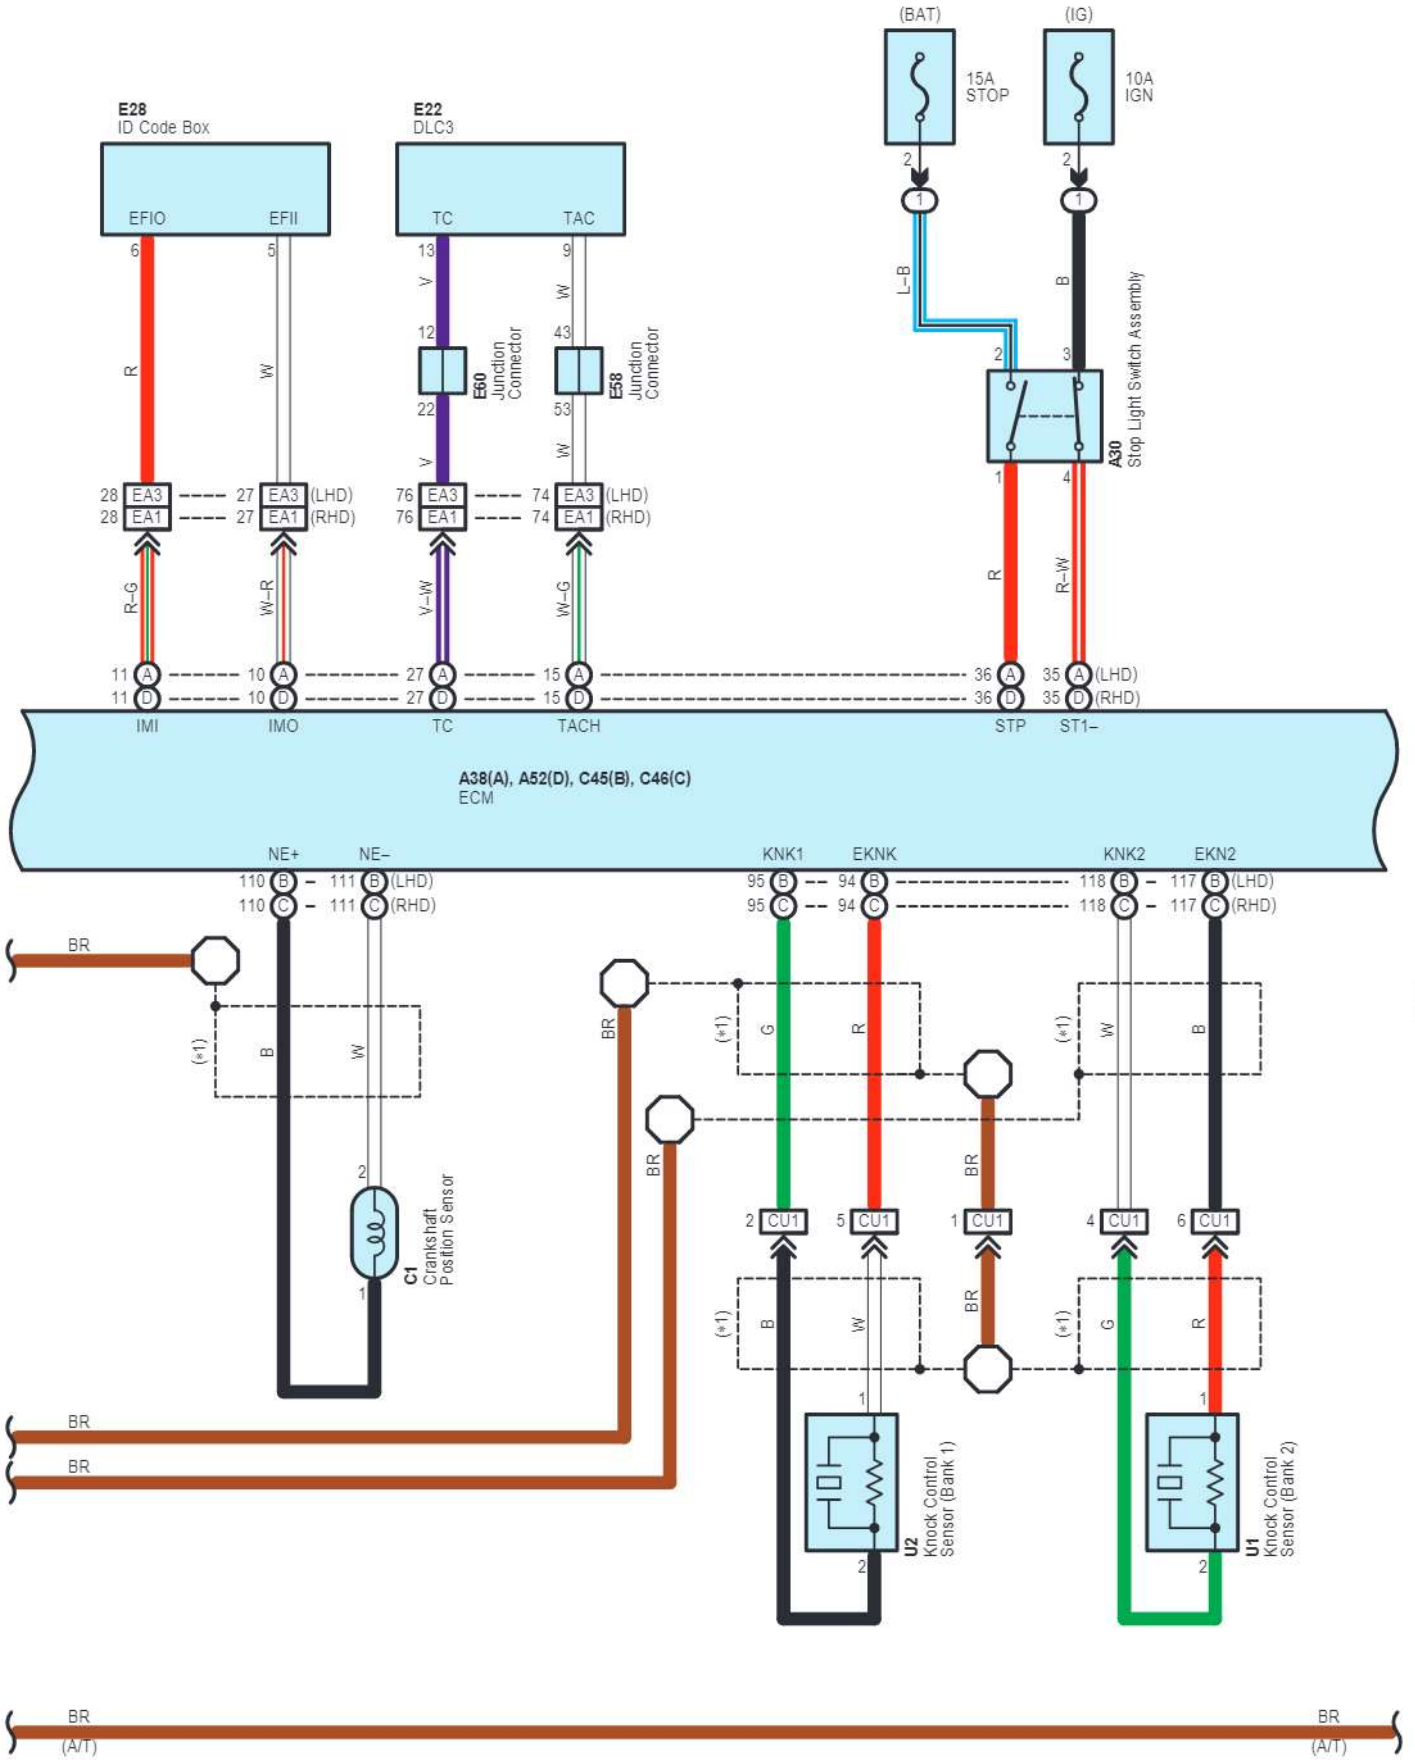 (BAT) (IG)
15A
STOP
10A
IGN
2 2
1 1
E28
ID Code Box
E22
DLC3
EFIO EFII TC TAC
6 5 13 9
L–B B
V W
12 43
R W
E60
Junction
Connector
E58
Junction
Connector
22 53
V W
2 3
A30
Stop Light Switch Assembly
1 4
28 EA3 27 EA3 (LHD) 76 EA3 74 EA3 (LHD)
28 EA1 27 EA1 (RHD) 76 EA1 74 EA1 (RHD)
R–G W–R V–W W–G R R–W
11 A 10 A 27 A 15 A 36 A 35 A (LHD)
11 D 10 D 27 D 15 D 36 D 35 D (RHD)
IMI IMO TC TACH STP ST1–
A38(A), A52(D), C45(B), C46(C)
ECM
NE+ NE– KNK1 EKNK KNK2 EKN2
110 B 111 B (LHD) 95 B 94 B 118 B 117 B (LHD)
110 C 111 C (RHD) 95 C 94 C 118 C 117 C (RHD)
BR
(*1) B W BR (*1) G R (*1) W B
BR BR
2
C1
Crankshaft
Position Sensor
1
2 CU1 5 CU1 1 CU1 4 CU1 6 CU1
(*1) B W BR (*1) G R
1 1
BR
BR
U2
Knock Control
Sensor (Bank 1)
U1
Knock Control
Sensor (Bank 2)
2 2
BR BR
(A/T) (A/T)